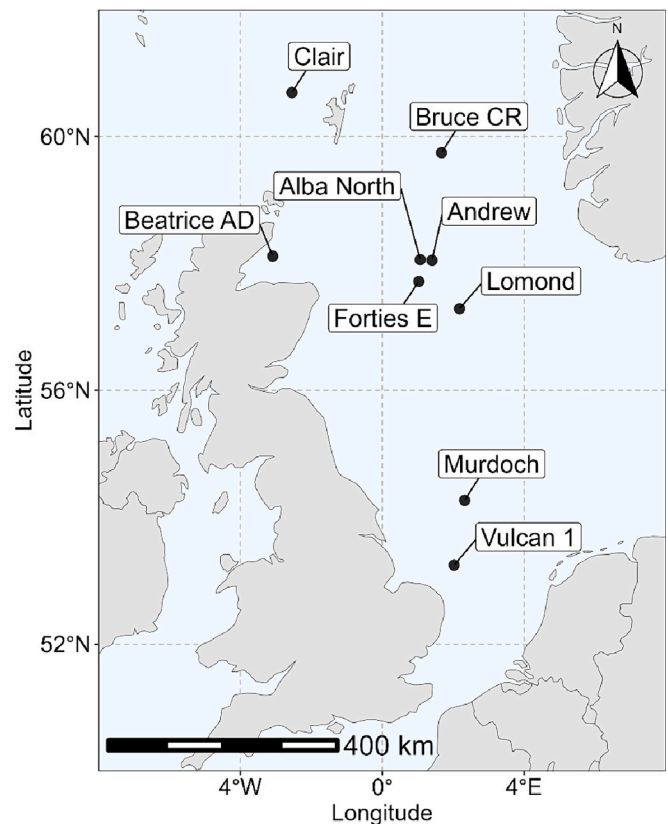 N
Clair
60°N
Bruce CR
Alba North
Andrew
Beatrice AD
Lomond
Forties E
56°N
Latitude
Murdoch
Vulcan 1
52°N
400 km
4°W
0°
4°E
Longitude